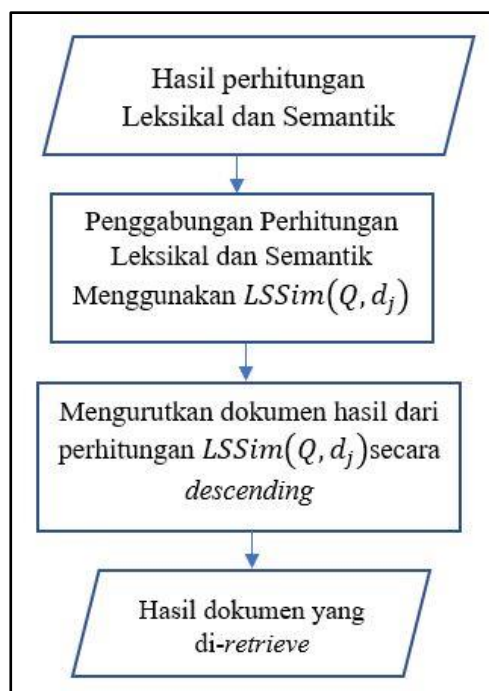 Hasil perhitungan
Leksikal dan Semantik
Penggabungan Perhitungan
Leksikal dan Semantik
Menggunakan LSSim(Q, dⱼ)
Mengurutkan dokumen hasil dari
perhitungan LSSim(Q, dⱼ)secara
descending
Hasil dokumen yang
di-retrieve